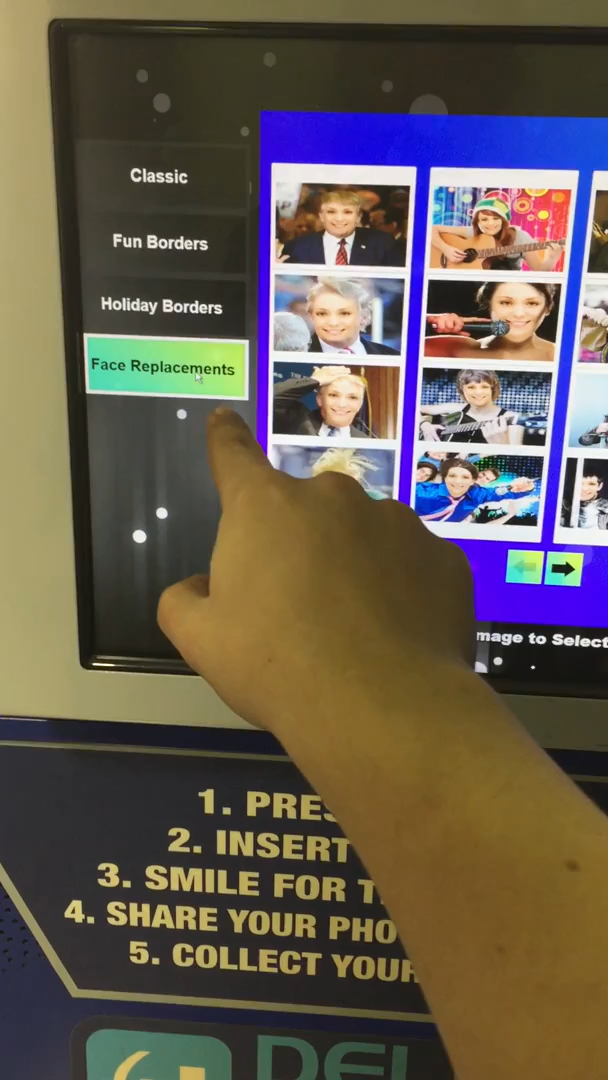 Classic
Fun Borders
Holiday Borders
Face Replacements
mage to Select
1. PRES
2. INSERT
3. SMILE FOR T
4. SHARE YOUR PHO
5. COLLECT YOUR
DEL